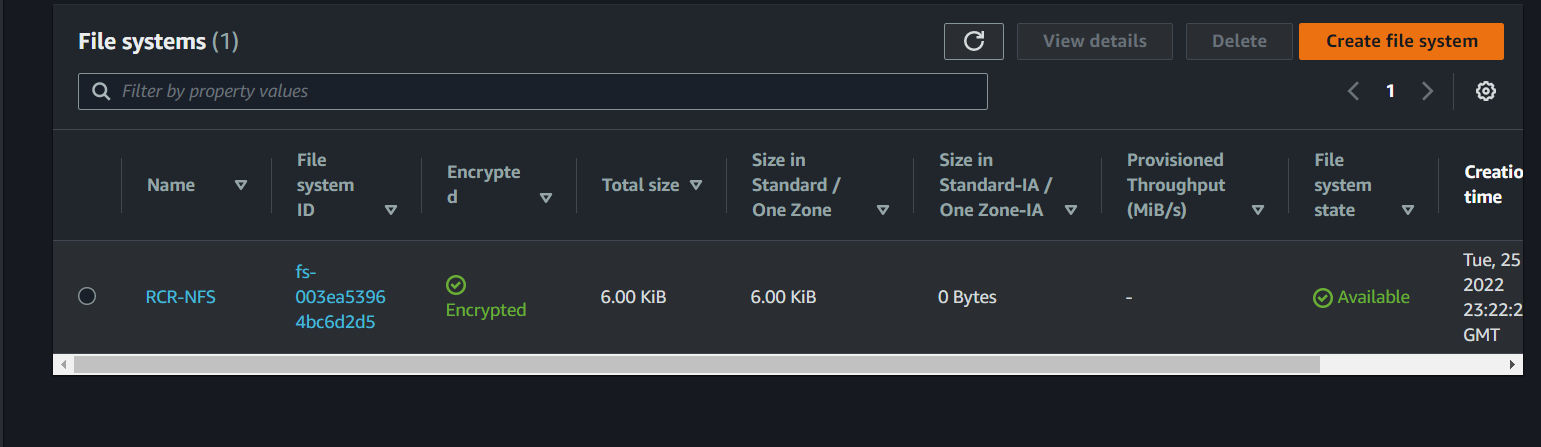 File systems (1)
View details
Delete
Create file system
Filter by property values
1
Name
File
system
ID
Encrypte
d
Total size
Size in
Standard /
One Zone
Size in
Standard-IA /
One Zone-IA
Provisioned
Throughput
(MiB/s)
File
system
state
Creatio
time
RCR-NFS
fs-
003ea5396
4bc6d2d5
Encrypted
6.00 KiB
6.00 KiB
0 Bytes
-
Available
Tue, 25
2022
23:22:2
GMT